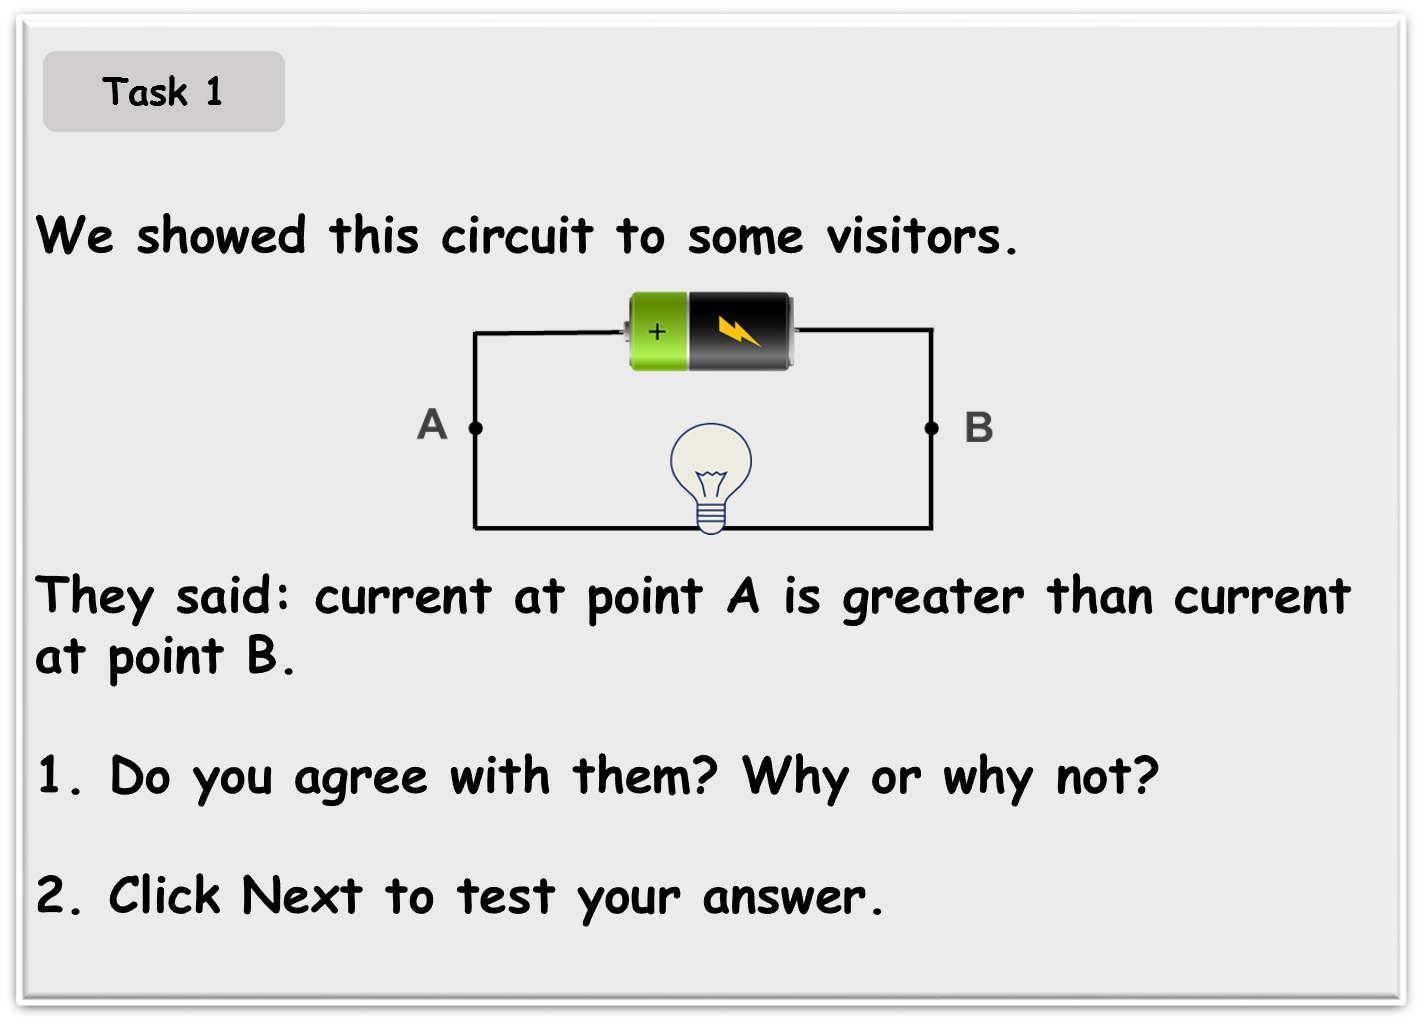 Task 1
We showed this circuit to some visitors.
+
A
B
They said: current at point A is greater than current
at point B.
1. Do you agree with them? Why or why not?
2. Click Next to test your answer.